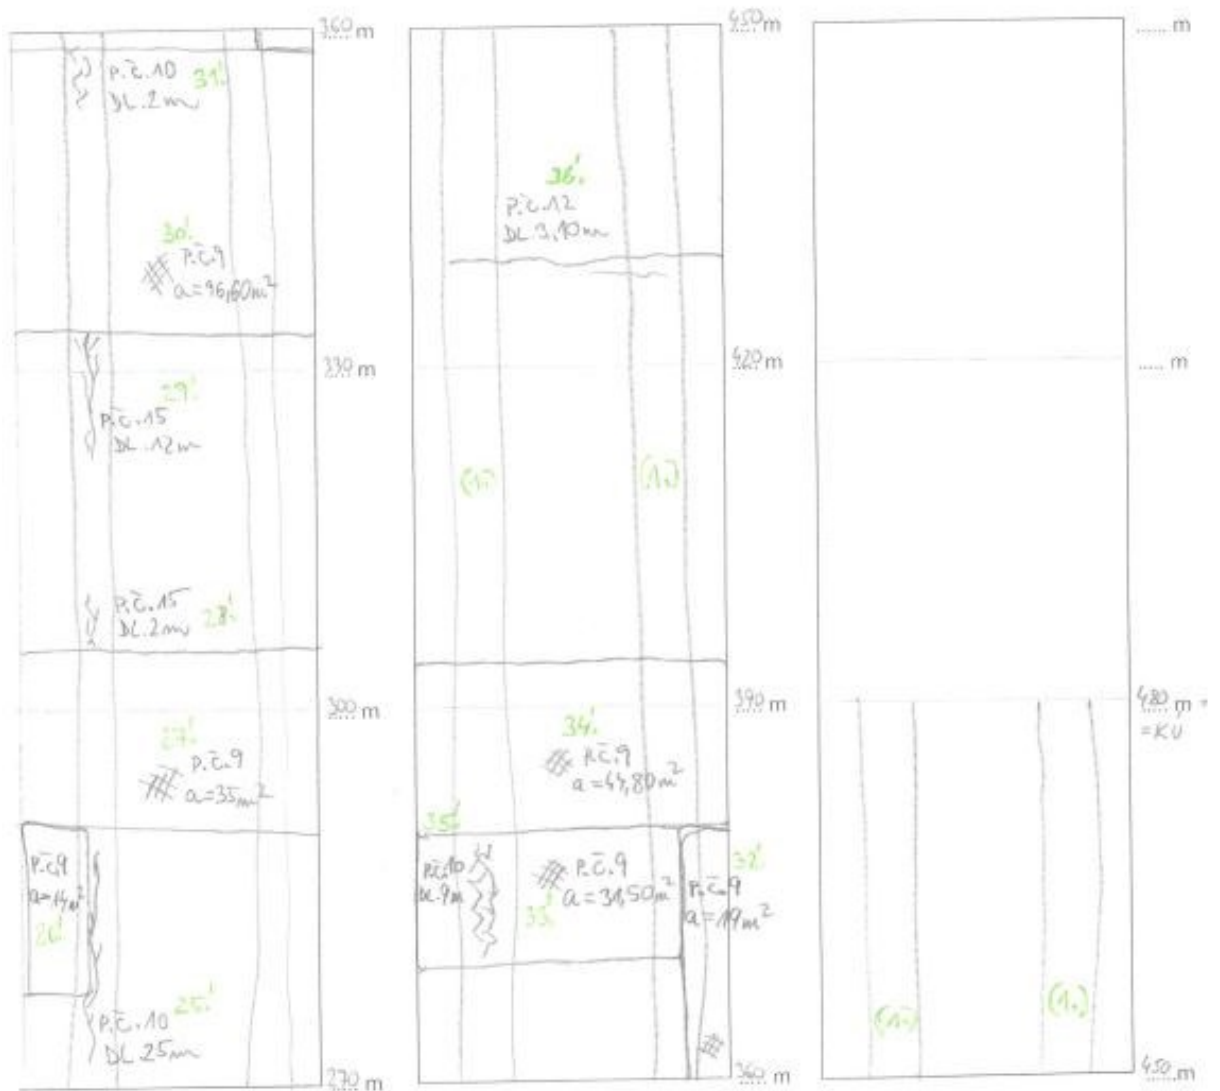 360 m
P.č.10 31!
DL.2m
30!
P.č.9
a=96,60m²
330 m
29!
P.č.15
DL.12m
P.č.15
DL.2m 28!
300 m
27!
P.č.9
a=35m²
P.č.9
a=14m²
26!
25!
P.č.10
DL.25m
270 m
450 m
36!
P.č.12
DL.3,10m
420 m
(1.) (1.)
390 m
34!
P.č.9
a=44,80m²
35!
P.č.10
DL.9m
P.č.9
a=31,50m²
33!
32!
P.č.9
a=19m²
360 m
..... m
..... m
480 m =
=KÚ
(1.) (1.)
450 m